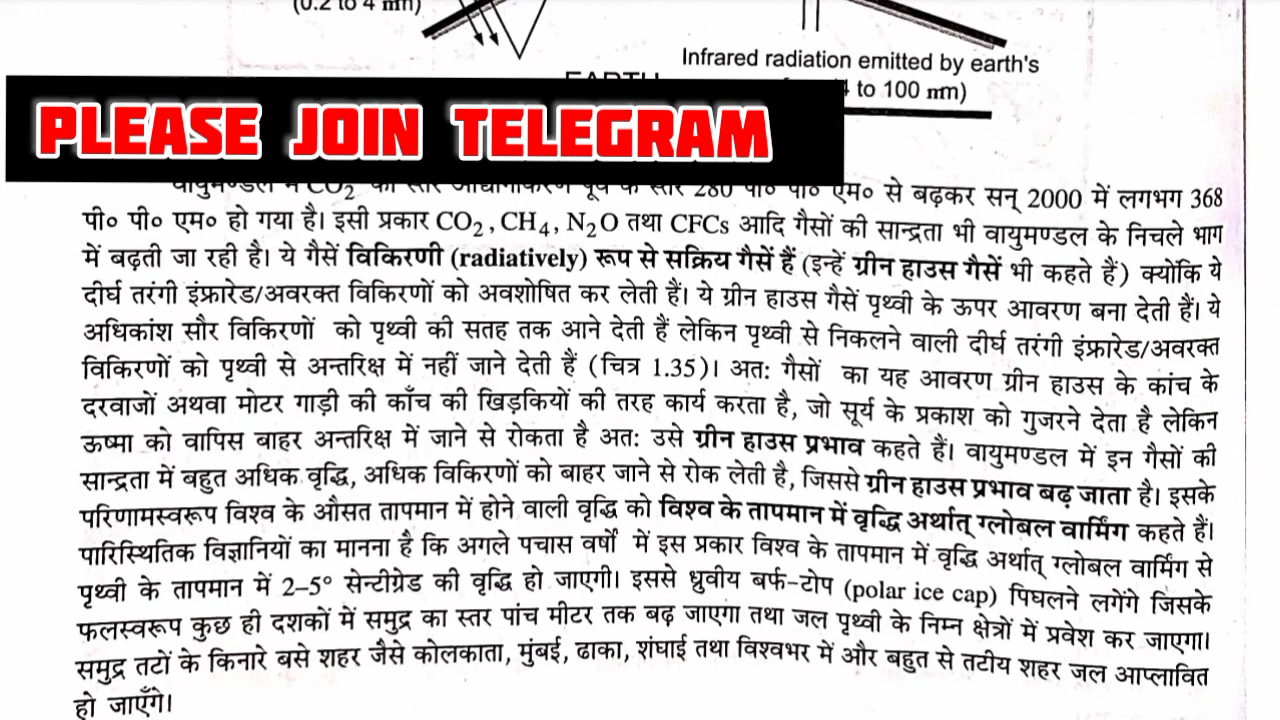 (0.2 to 4 m)
Infrared radiation emitted by earth's
EARTH
to 100 m)
PLEASE JOIN TELEGRAM
वायुमण्डल में CO₂ का स्तर औद्योगीकरण पूर्व के स्तर 280 पी० पी० एम० से बढ़कर सन् 2000 में लगभग 368
पी० पी० एम० हो गया है। इसी प्रकार CO₂, CH₄, N₂O तथा CFCs आदि गैसों की सान्द्रता भी वायुमण्डल के निचले भाग
में बढ़ती जा रही है। ये गैसें विकिरणी (radiatively) रूप से सक्रिय गैसें हैं (इन्हें ग्रीन हाउस गैसें भी कहते हैं) क्योंकि ये
दीर्घ तरंगी इंफ्रारेड/अवरक्त विकिरणों को अवशोषित कर लेती हैं। ये ग्रीन हाउस गैसें पृथ्वी के ऊपर आवरण बना देती हैं। ये
अधिकांश सौर विकिरणों को पृथ्वी की सतह तक आने देती हैं लेकिन पृथ्वी से निकलने वाली दीर्घ तरंगी इंफ्रारेड/अवरक्त
विकिरणों को पृथ्वी से अन्तरिक्ष में नहीं जाने देती हैं (चित्र 1.35)। अतः गैसों का यह आवरण ग्रीन हाउस के कांच के
दरवाजों अथवा मोटर गाड़ी की काँच की खिड़कियों की तरह कार्य करता है, जो सूर्य के प्रकाश को गुजरने देता है लेकिन
ऊष्मा को वापिस बाहर अन्तरिक्ष में जाने से रोकता है अतः उसे ग्रीन हाउस प्रभाव कहते हैं। वायुमण्डल में इन गैसों की
सान्द्रता में बहुत अधिक वृद्धि, अधिक विकिरणों को बाहर जाने से रोक लेती है, जिससे ग्रीन हाउस प्रभाव बढ़ जाता है। इसके
परिणामस्वरूप विश्व के औसत तापमान में होने वाली वृद्धि को विश्व के तापमान में वृद्धि अर्थात् ग्लोबल वार्मिंग कहते हैं।
पारिस्थितिक विज्ञानियों का मानना है कि अगले पचास वर्षों में इस प्रकार विश्व के तापमान में वृद्धि अर्थात् ग्लोबल वार्मिंग से
पृथ्वी के तापमान में 2–5° सेन्टीग्रेड की वृद्धि हो जाएगी। इससे ध्रुवीय बर्फ-टोप (polar ice cap) पिघलने लगेंगे जिसके
फलस्वरूप कुछ ही दशकों में समुद्र का स्तर पांच मीटर तक बढ़ जाएगा तथा जल पृथ्वी के निम्न क्षेत्रों में प्रवेश कर जाएगा।
समुद्र तटों के किनारे बसे शहर जैसे कोलकाता, मुंबई, ढाका, शंघाई तथा विश्वभर में और बहुत से तटीय शहर जल आप्लावित
हो जाएँगे।